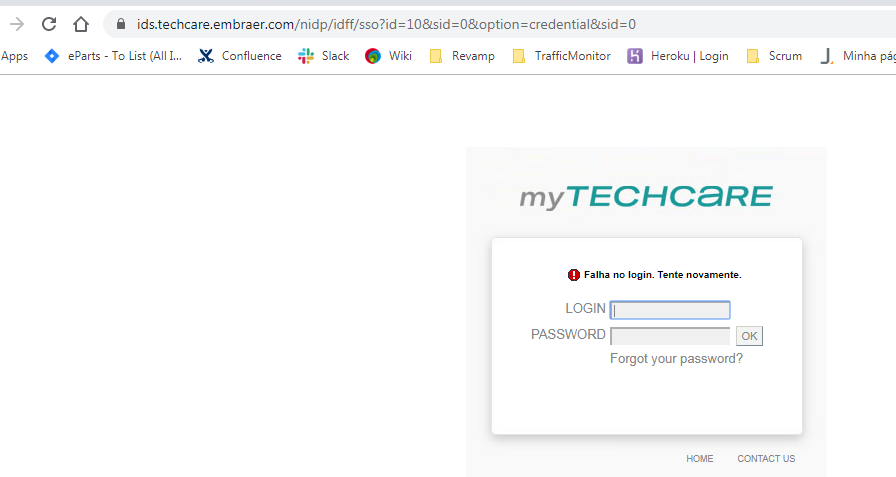 ids.techcare.embraer.com/nidp/idff/sso?id=10&sid=0&option=credential&sid=0
Apps eParts - To List (All I... Confluence Slack Wiki Revamp TrafficMonitor Heroku | Login Scrum Minha pág
myTECHCARE
Falha no login. Tente novamente.
LOGIN
PASSWORD OK
Forgot your password?
HOME CONTACT US